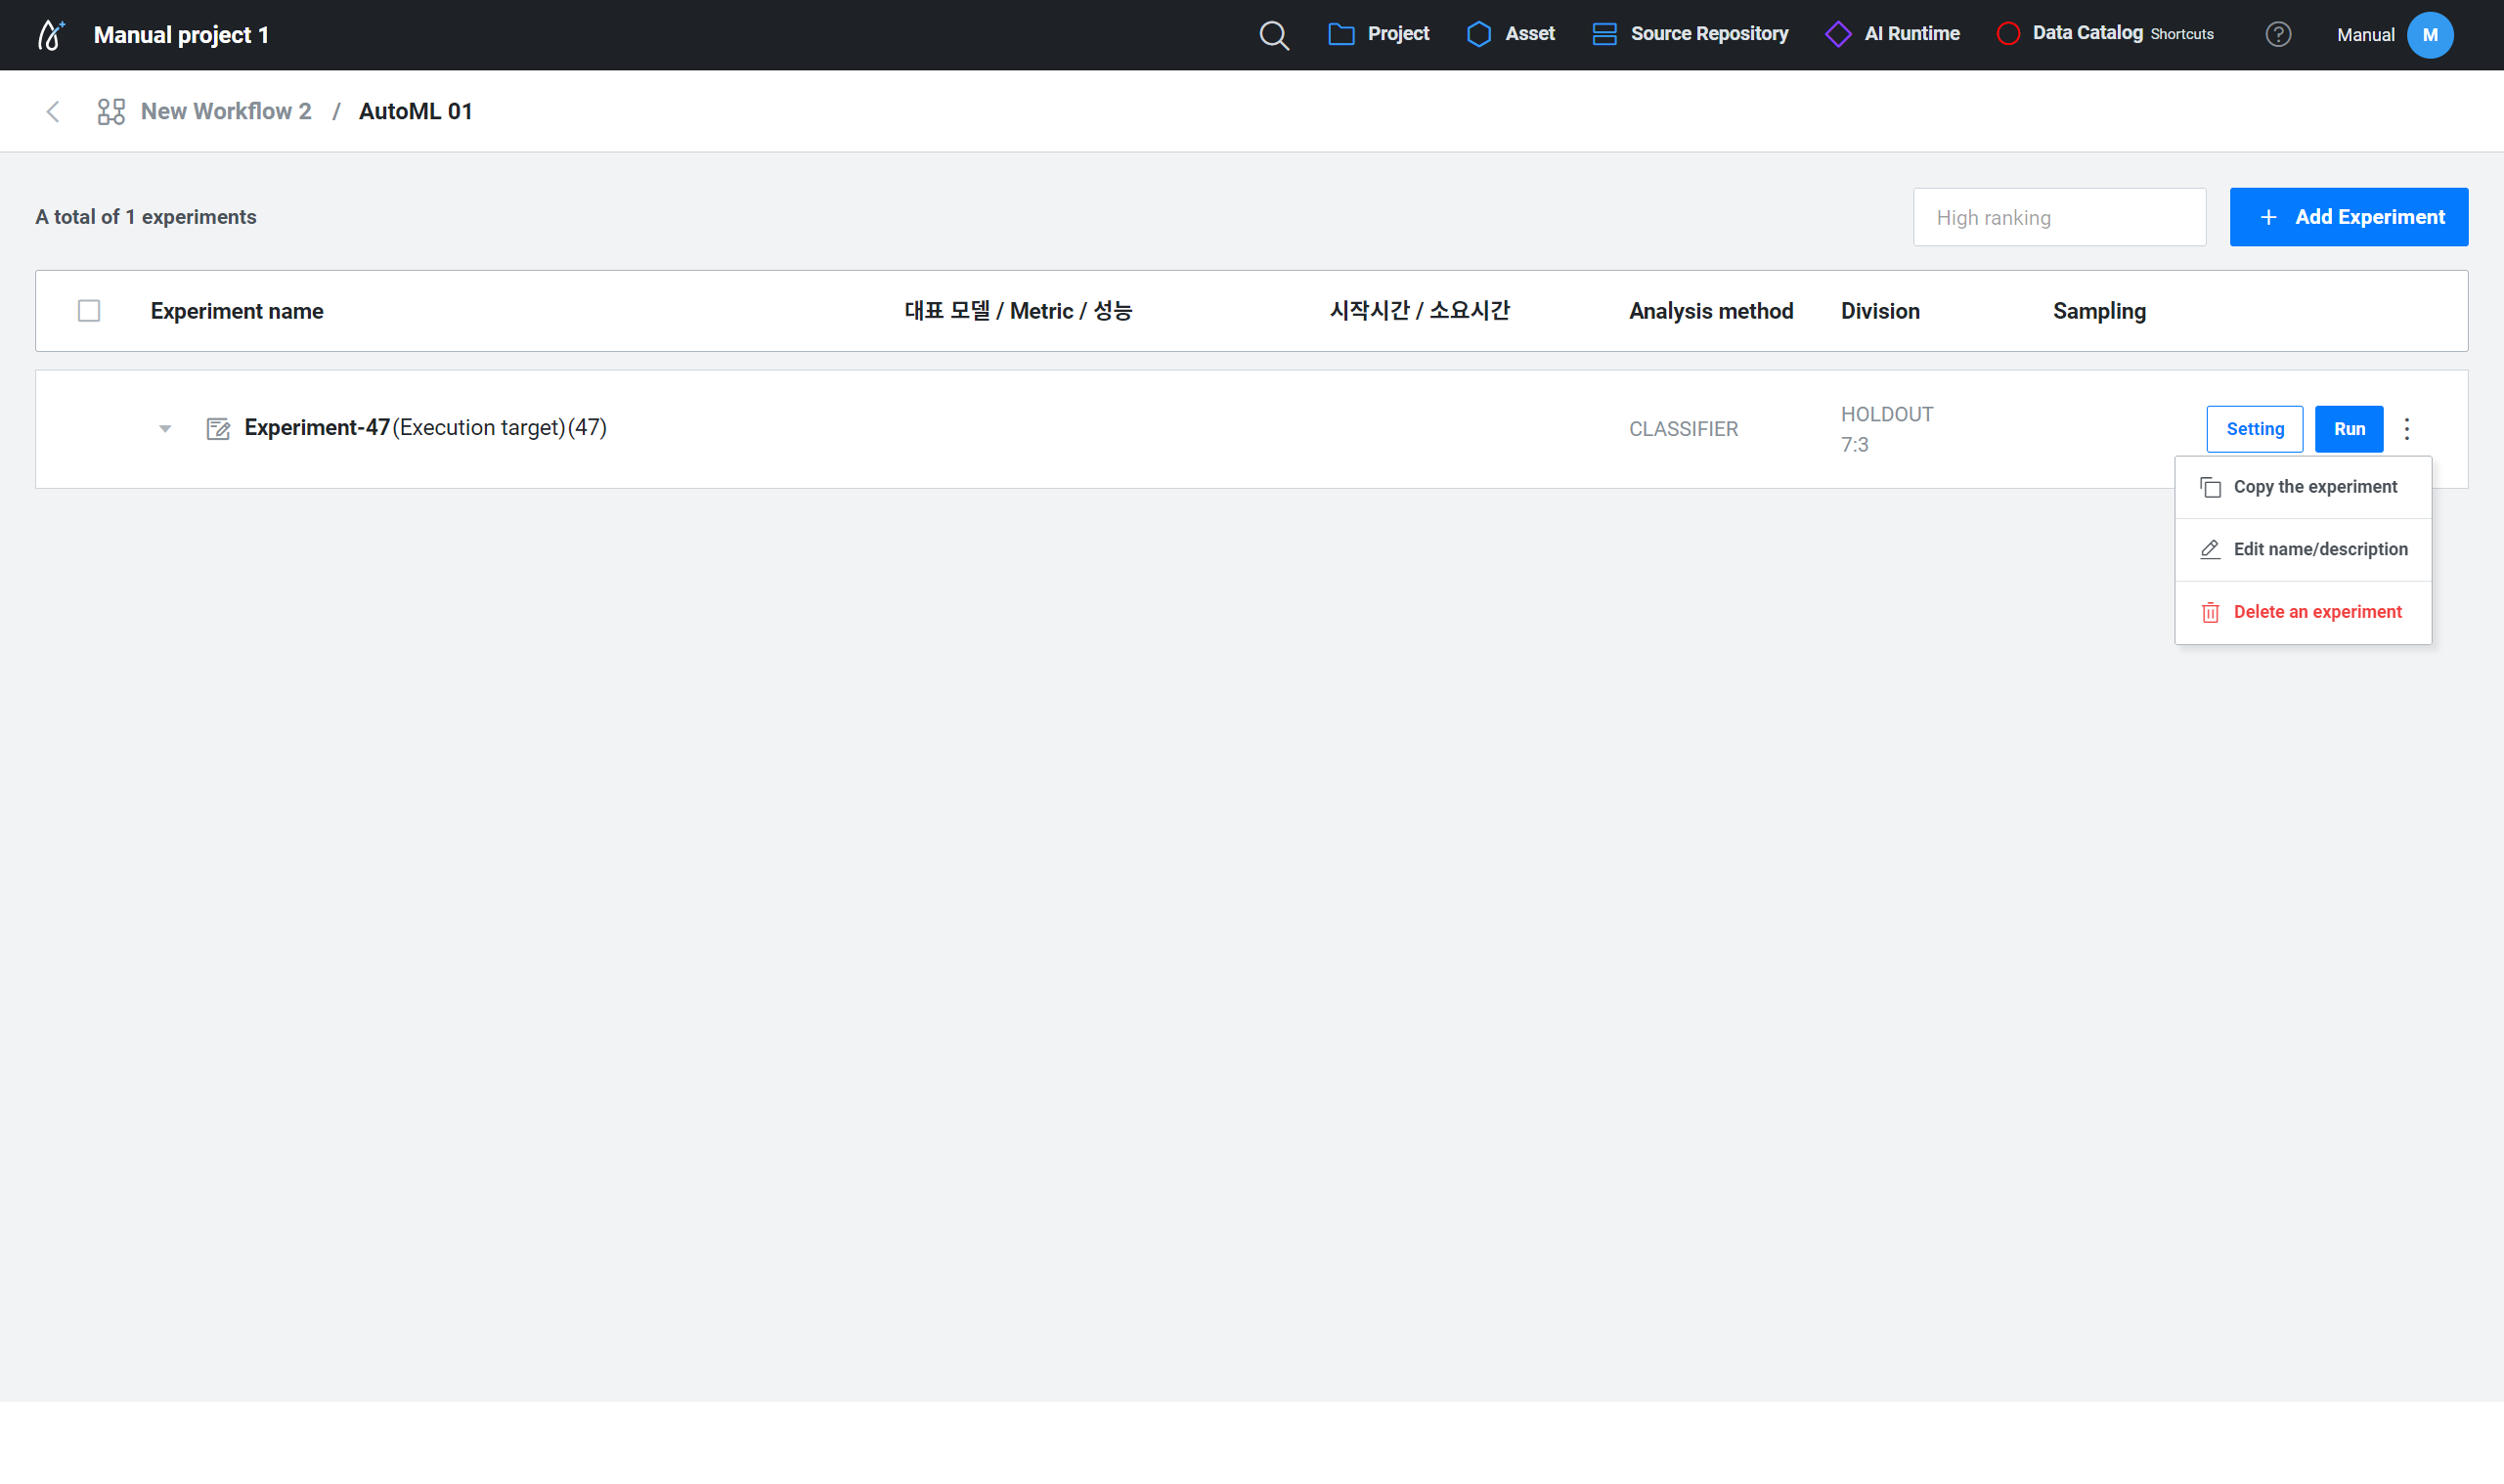 Manual project 1
Project
Asset
Source Repository
AI Runtime
Data Catalog Shortcuts
?
Manual
M
New Workflow 2 / AutoML 01
A total of 1 experiments
High ranking
+ Add Experiment
Experiment name
대표 모델 / Metric / 성능
시작시간 / 소요시간
Analysis method
Division
Sampling
Experiment-47(Execution target)(47)
CLASSIFIER
HOLDOUT
7:3
Setting
Run
Copy the experiment
Edit name/description
Delete an experiment